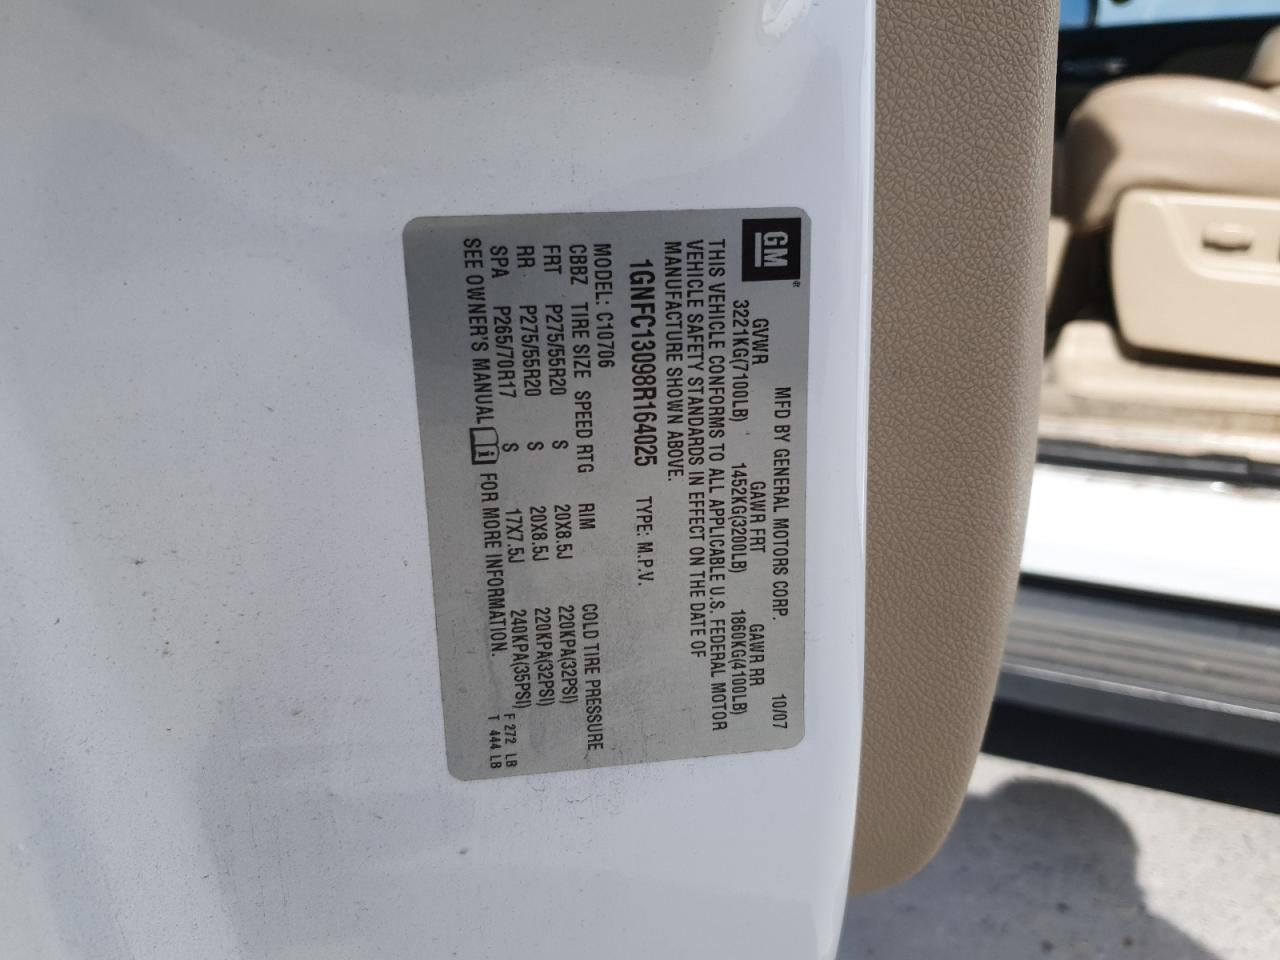 GM
MFD BY GENERAL MOTORS CORP. 10/07
GVWR GAWR FRT GAWR RR
3221KG(7100LB) 1452KG(3200LB) 1860KG(4100LB)
THIS VEHICLE CONFORMS TO ALL APPLICABLE U.S. FEDERAL MOTOR
VEHICLE SAFETY STANDARDS IN EFFECT ON THE DATE OF
MANUFACTURE SHOWN ABOVE.
1GNFC13098R164025 TYPE: M.P.V.
MODEL: C10706
CBBZ TIRE SIZE SPEED RTG RIM COLD TIRE PRESSURE
FRT P275/55R20 S 20X8.5J 220KPA(32PSI)
RR P275/55R20 S 20X8.5J 220KPA(32PSI)
SPA P265/70R17 S 17X7.5J 240KPA(35PSI)
SEE OWNER'S MANUAL i FOR MORE INFORMATION.
F 272 LB
T 444 LB